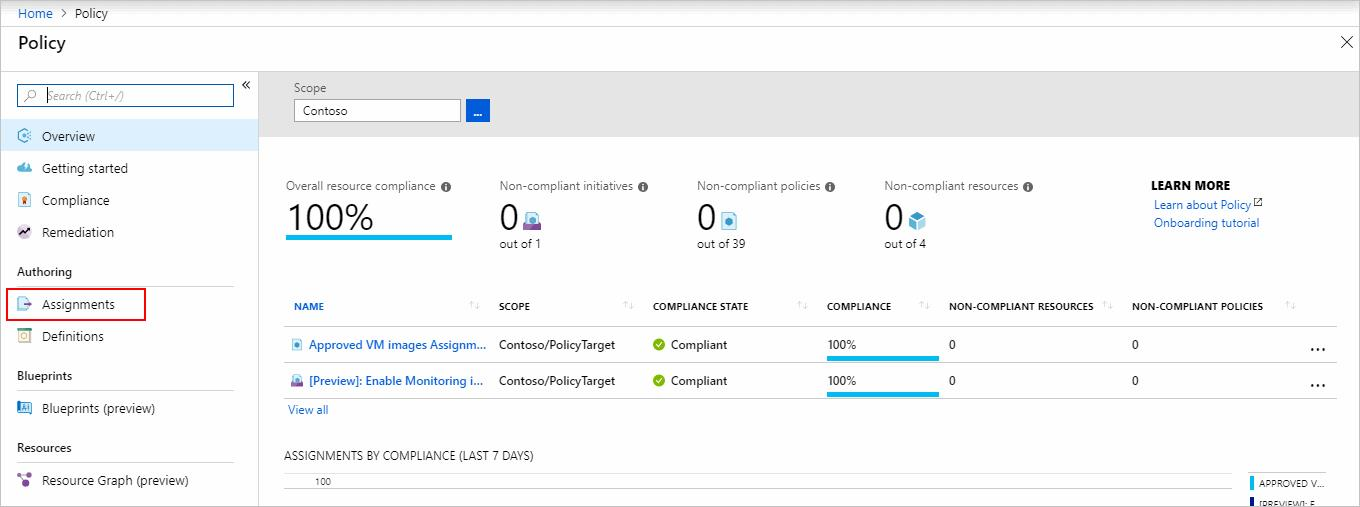 Home > Policy
Policy
Search (Ctrl+/)
Overview
Getting started
Compliance
Remediation
Authoring
Assignments
Definitions
Blueprints
Blueprints (preview)
Resources
Resource Graph (preview)
Scope
Contoso
...
Overall resource compliance
100%
Non-compliant initiatives
0
out of 1
Non-compliant policies
0
out of 39
Non-compliant resources
0
out of 4
LEARN MORE
Learn about Policy
Onboarding tutorial
NAME SCOPE COMPLIANCE STATE COMPLIANCE NON-COMPLIANT RESOURCES NON-COMPLIANT POLICIES
Approved VM images Assignm... Contoso/PolicyTarget Compliant 100% 0 0 ...
[Preview]: Enable Monitoring i... Contoso/PolicyTarget Compliant 100% 0 0 ...
View all
ASSIGNMENTS BY COMPLIANCE (LAST 7 DAYS)
100
APPROVED V...
[PREVIEW]: E